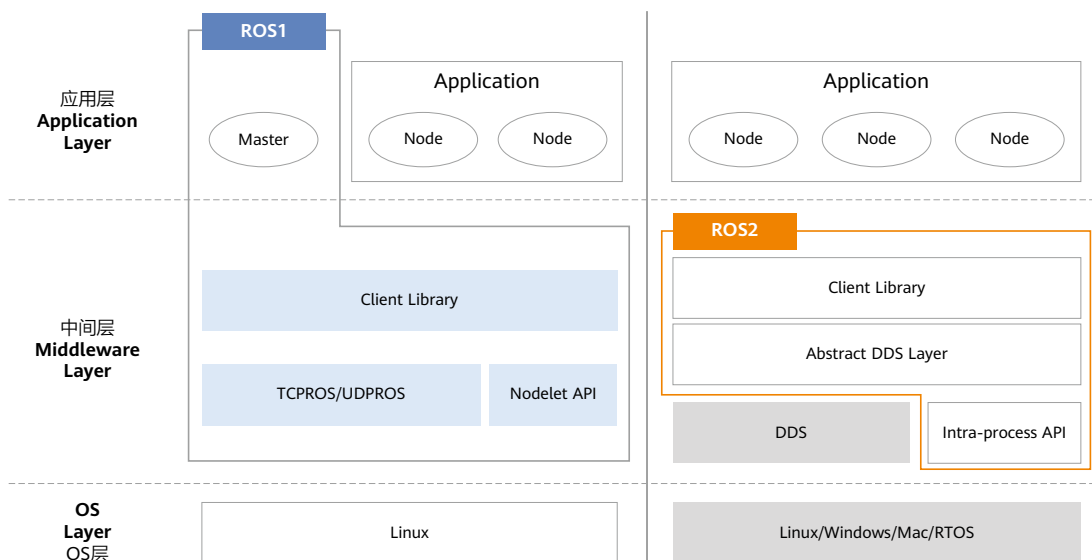 ROS1
应用层
Application
Layer
Master
Application
Node
Node
Application
Node
Node
Node
中间层
Middleware
Layer
Client Library
TCPROS/UDPROS
Nodelet API
ROS2
Client Library
Abstract DDS Layer
DDS
Intra-process API
OS
Layer
OS层
Linux
Linux/Windows/Mac/RTOS